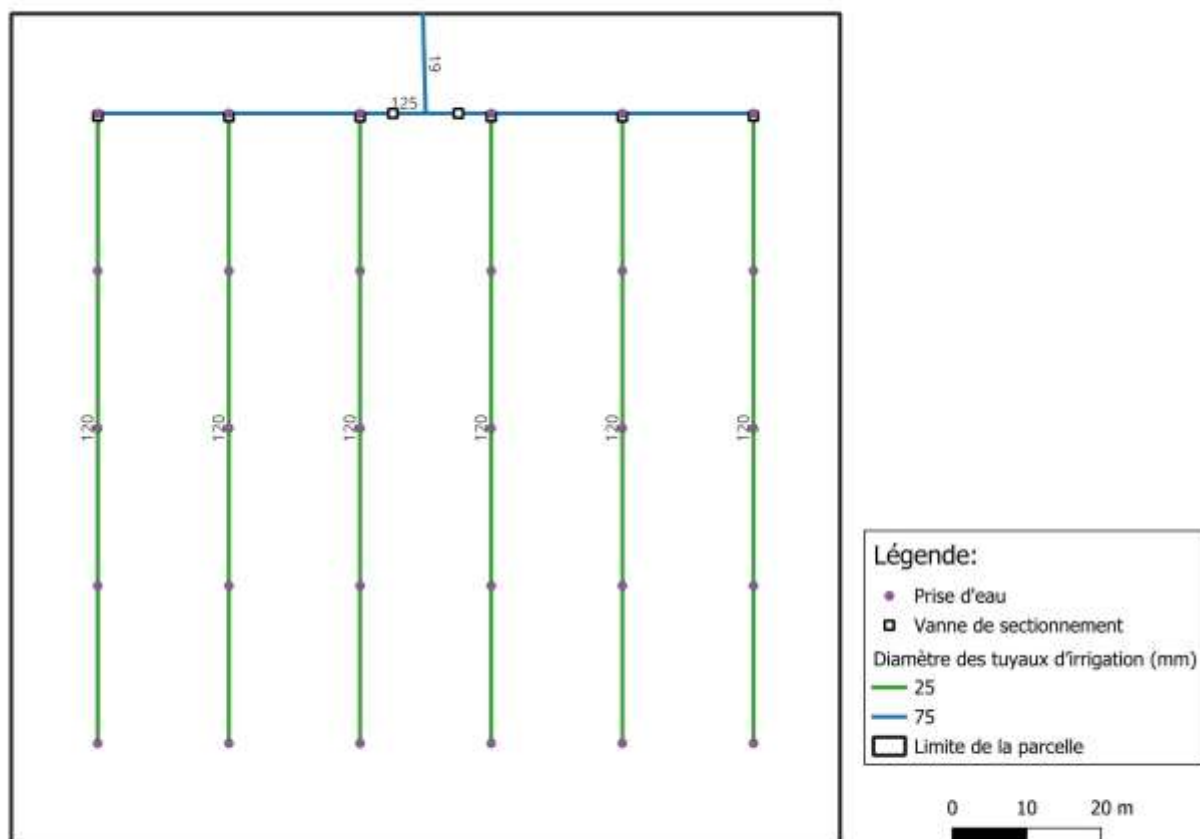 19
125
120
120
120
120
120
120
Légende:
Prise d'eau
Vanne de sectionnement
Diamètre des tuyaux d'irrigation (mm)
25
75
Limite de la parcelle
0 10 20 m